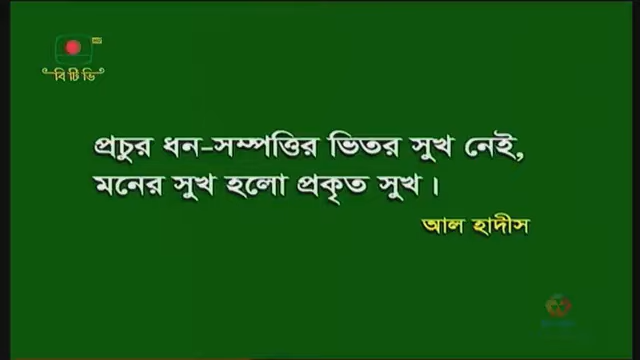 বিটিভি
প্রচুর ধন-সম্পত্তির ভিতর সুখ নেই,
মনের সুখ হলো প্রকৃত সুখ।
আল হাদীস